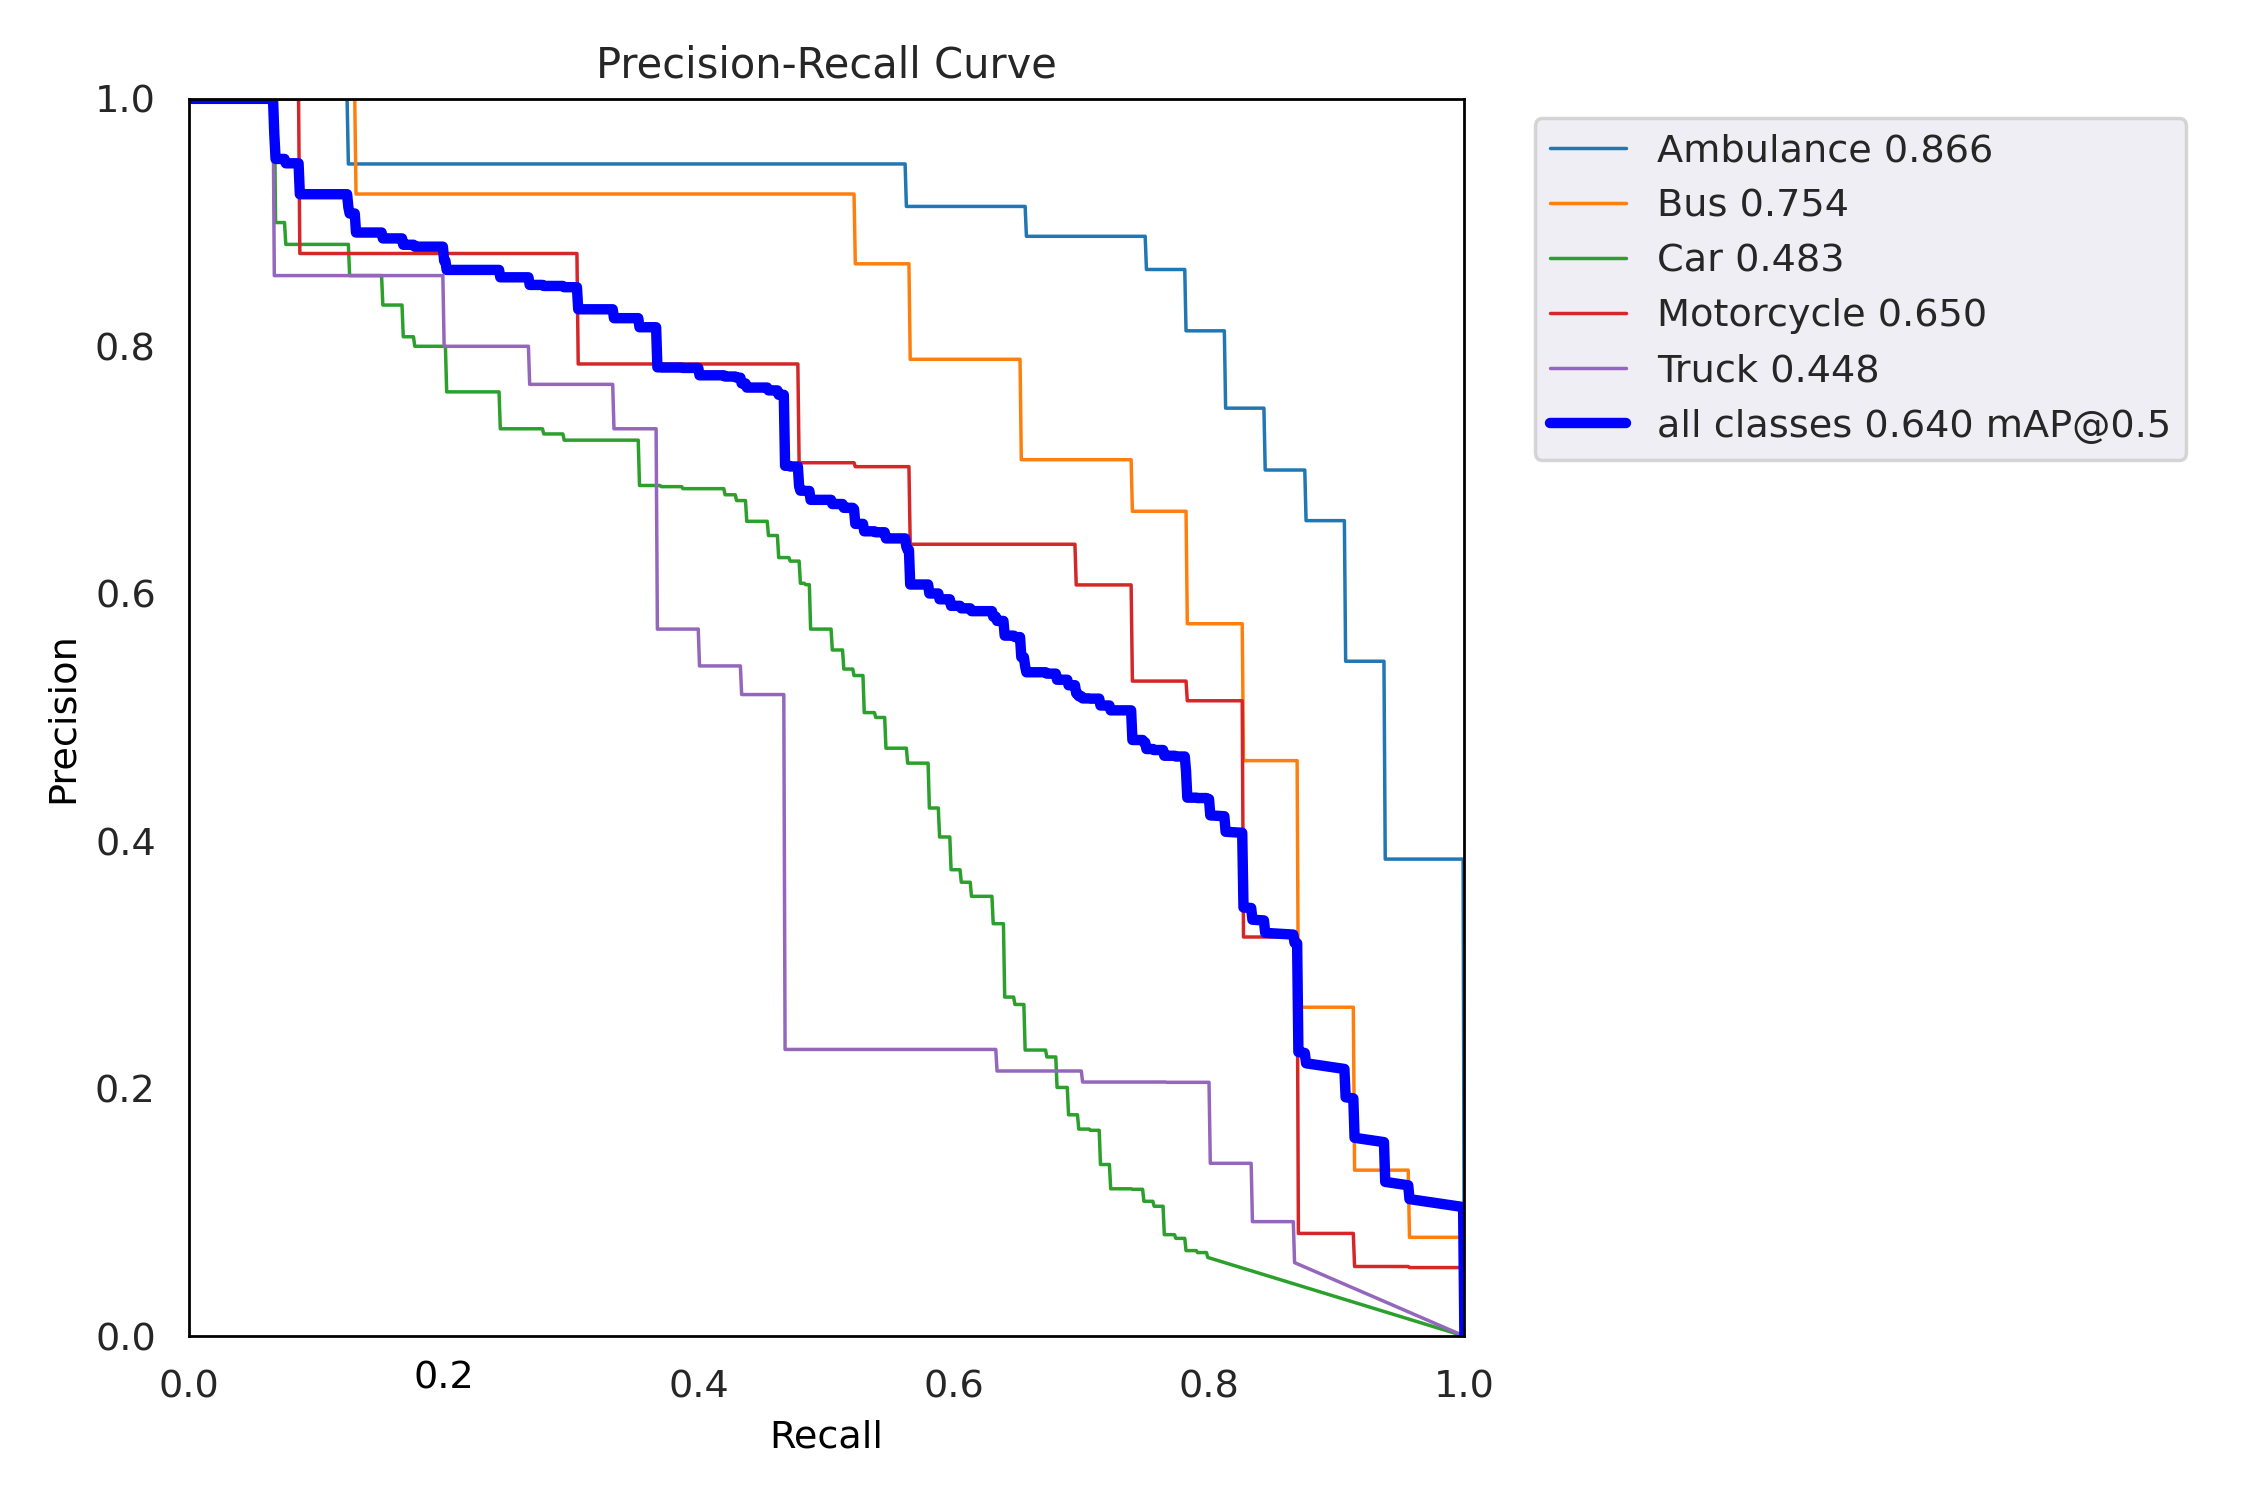 Precision-Recall Curve
1.0
0.8
0.6
0.4
0.2
0.0
Precision
0.0 0.2 0.4 0.6 0.8 1.0
Recall
Ambulance 0.866
Bus 0.754
Car 0.483
Motorcycle 0.650
Truck 0.448
all classes 0.640 mAP@0.5